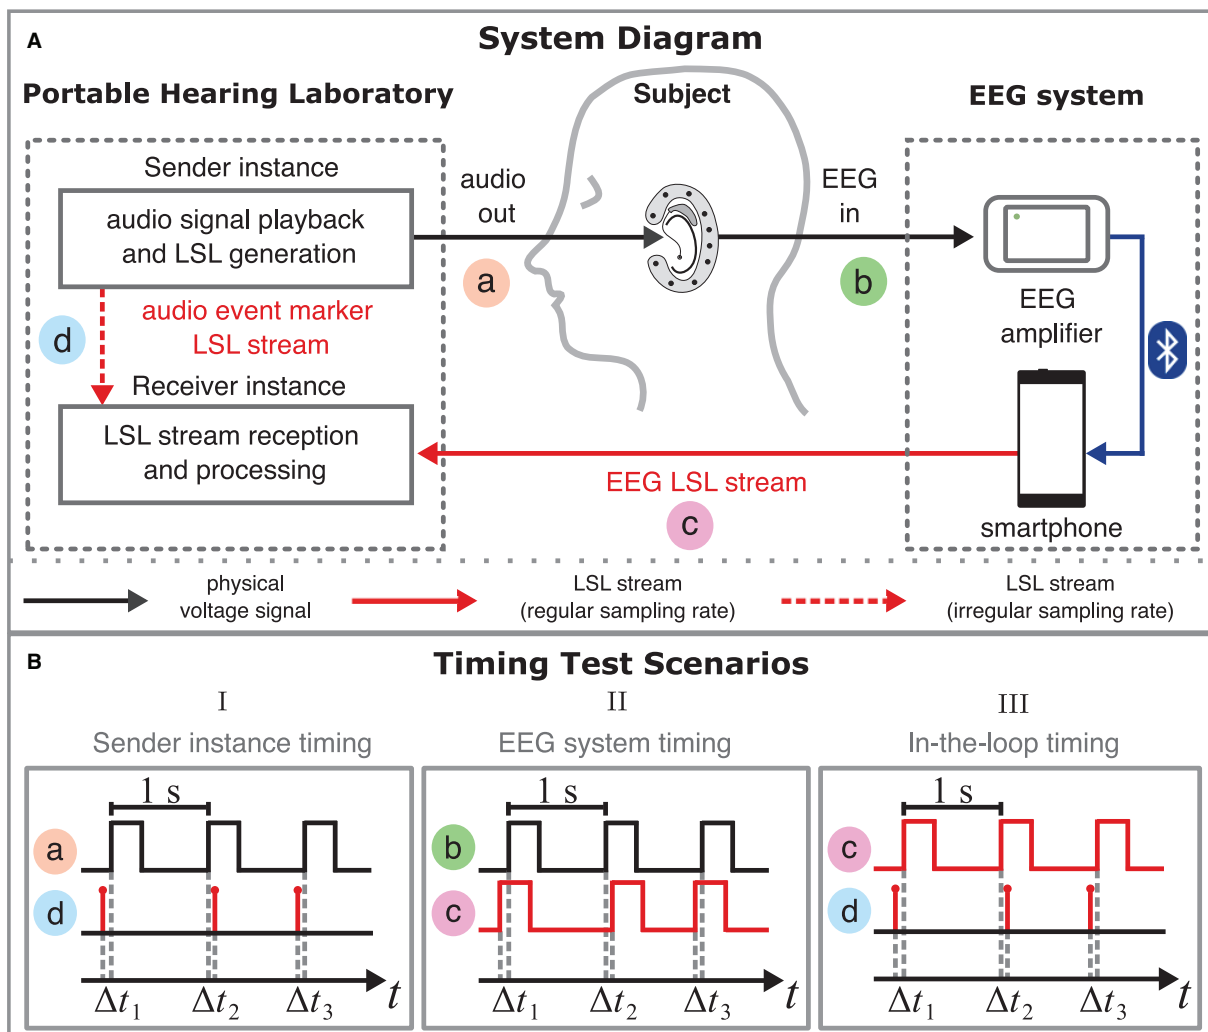 A
System Diagram
Portable Hearing Laboratory
Subject
EEG system
Sender instance
audio signal playback
and LSL generation
audio
out
a
EEG
in
b
EEG
amplifier
d
audio event marker
LSL stream
Receiver instance
LSL stream reception
and processing
EEG LSL stream
c
smartphone
physical
voltage signal
LSL stream
(regular sampling rate)
LSL stream
(irregular sampling rate)
B
Timing Test Scenarios
I
Sender instance timing
1 s
a
d
Δt1 Δt2 Δt3 t
II
EEG system timing
1 s
b
c
Δt1 Δt2 Δt3 t
III
In-the-loop timing
1 s
c
d
Δt1 Δt2 Δt3 t